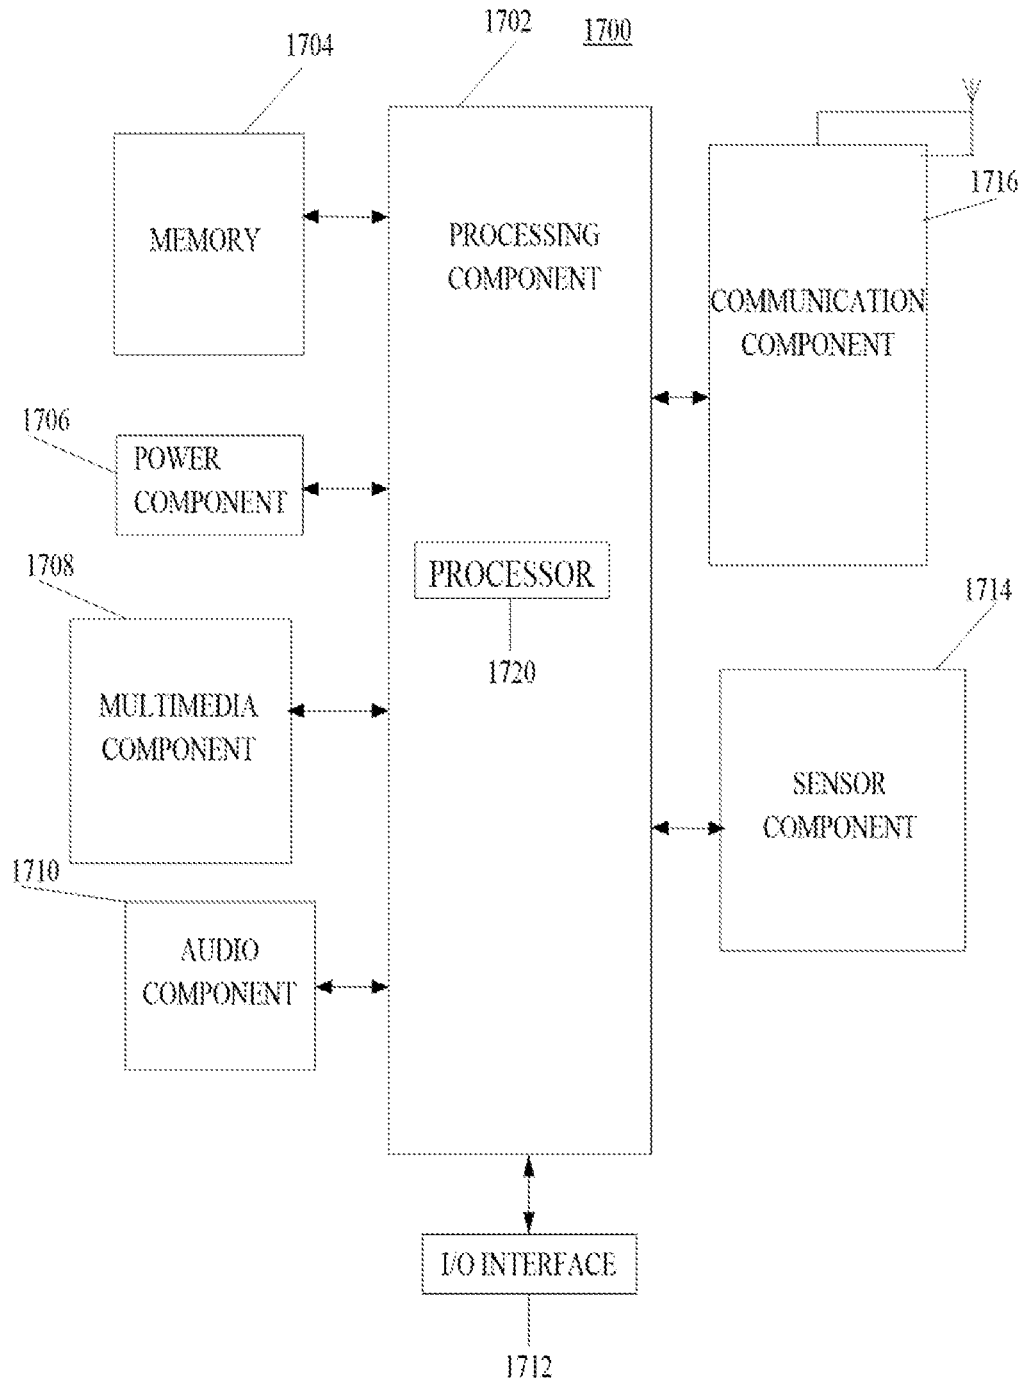 1702
1700
1704
MEMORY
PROCESSING
COMPONENT
1716
COMMUNICATION
COMPONENT
1706
POWER
COMPONENT
PROCESSOR
1720
1708
MULTIMEDIA
COMPONENT
1714
SENSOR
COMPONENT
1710
AUDIO
COMPONENT
I/O INTERFACE
1712